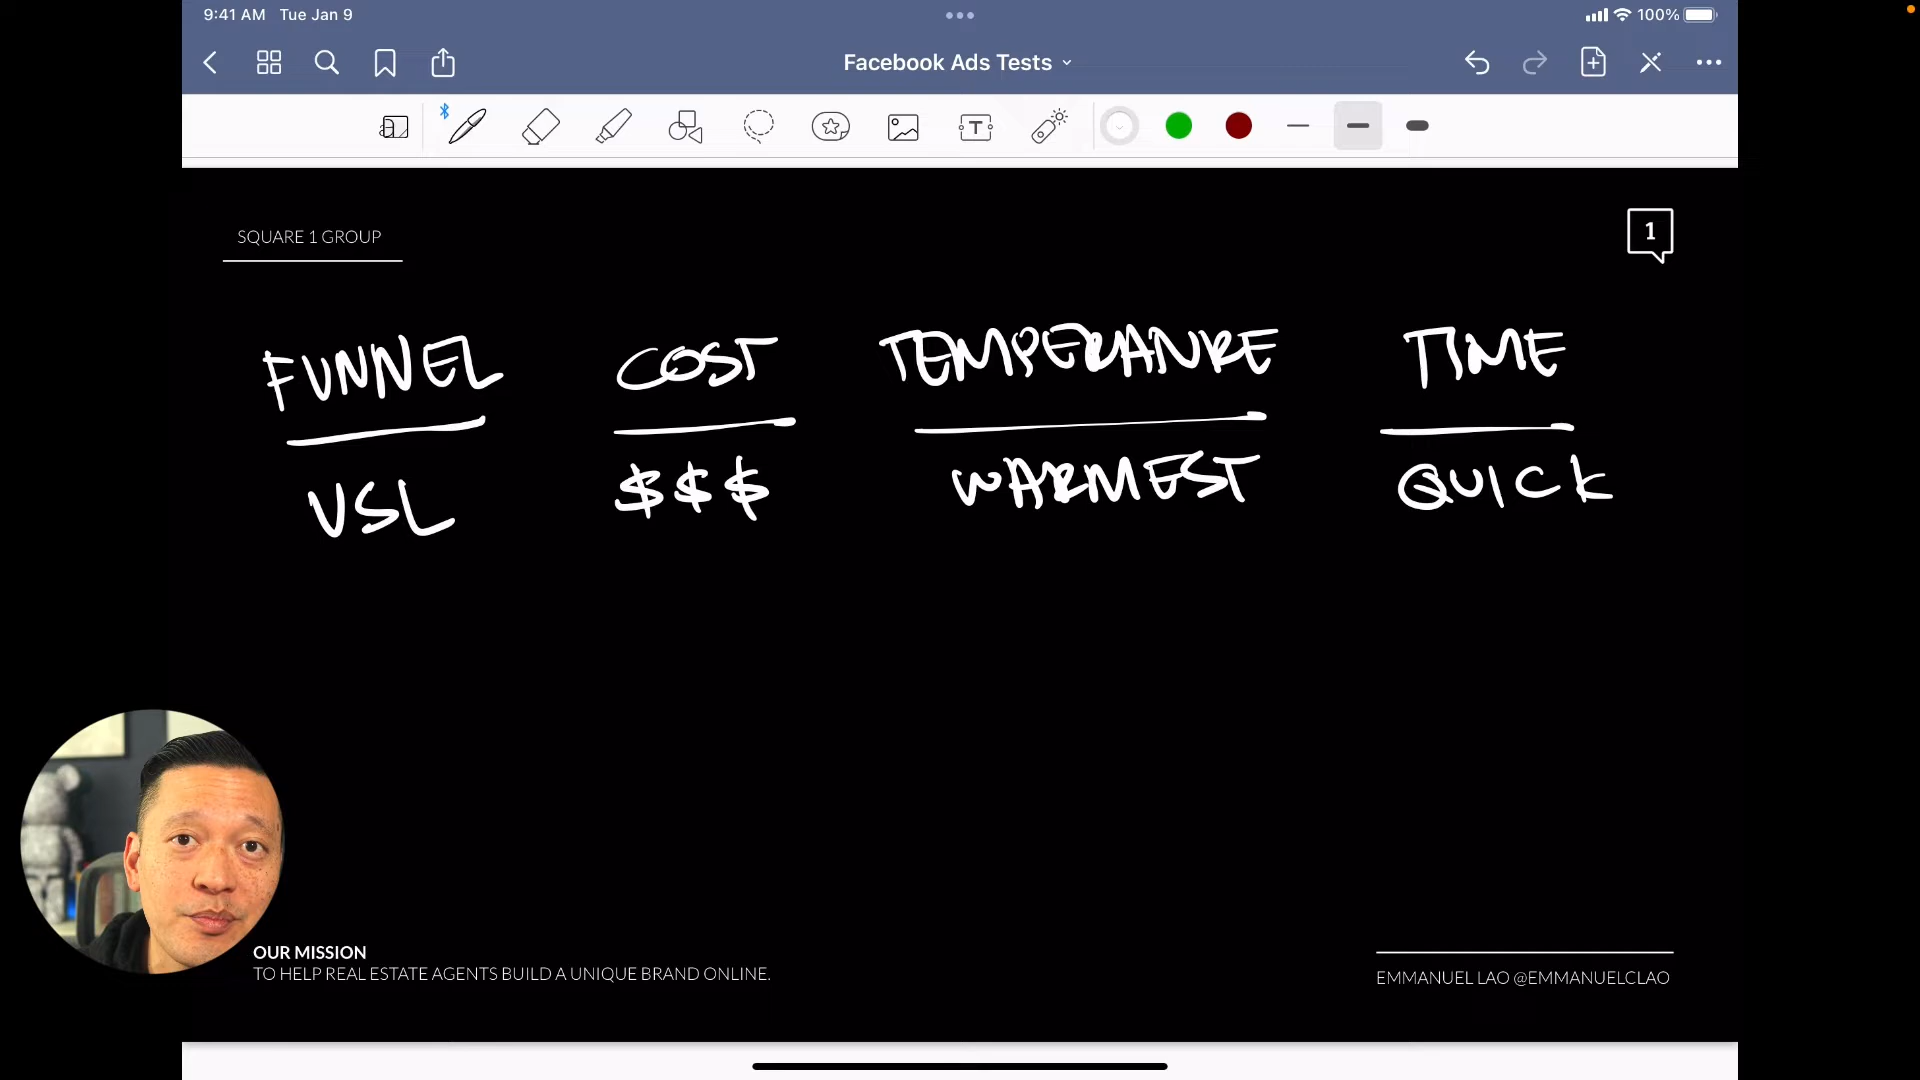 9:41 AM Tue Jan 9
100%
Facebook Ads Tests
SQUARE 1 GROUP
1
FUNNEL COST TEMPERANRE TIME
VSL $$$ WARMEST QUICK
OUR MISSION
TO HELP REAL ESTATE AGENTS BUILD A UNIQUE BRAND ONLINE.
EMMANUEL LAO @EMMANUELCLAO